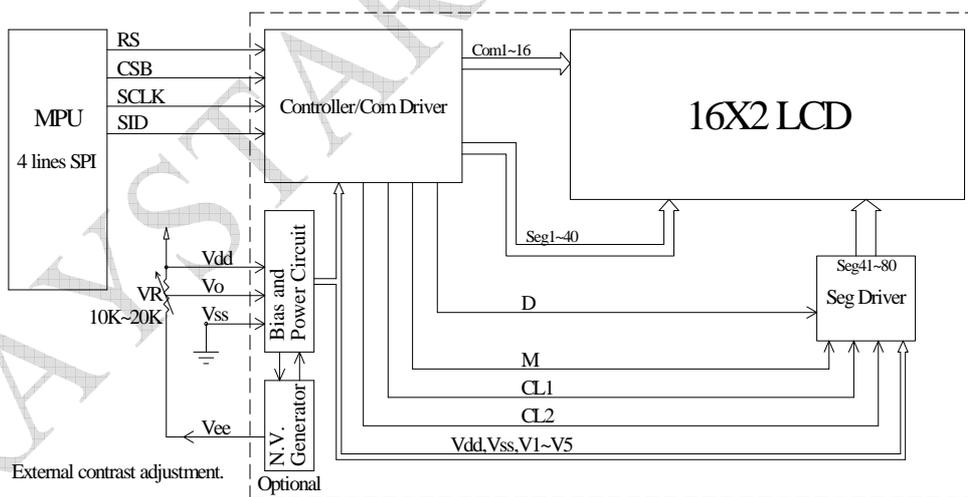 RS
CSB
SCLK
SID
MPU
4 lines SPI
Controller/Com Driver
Com1~16
16X2 LCD
Seg1~40
Seg41~80
Seg Driver
Vdd
Vo
Vss
VR
10K~20K
Bias and
Power Circuit
D
M
CL1
CL2
Vdd,Vss,V1~V5
Vee
N.V.
Generator
External contrast adjustment.
Optional